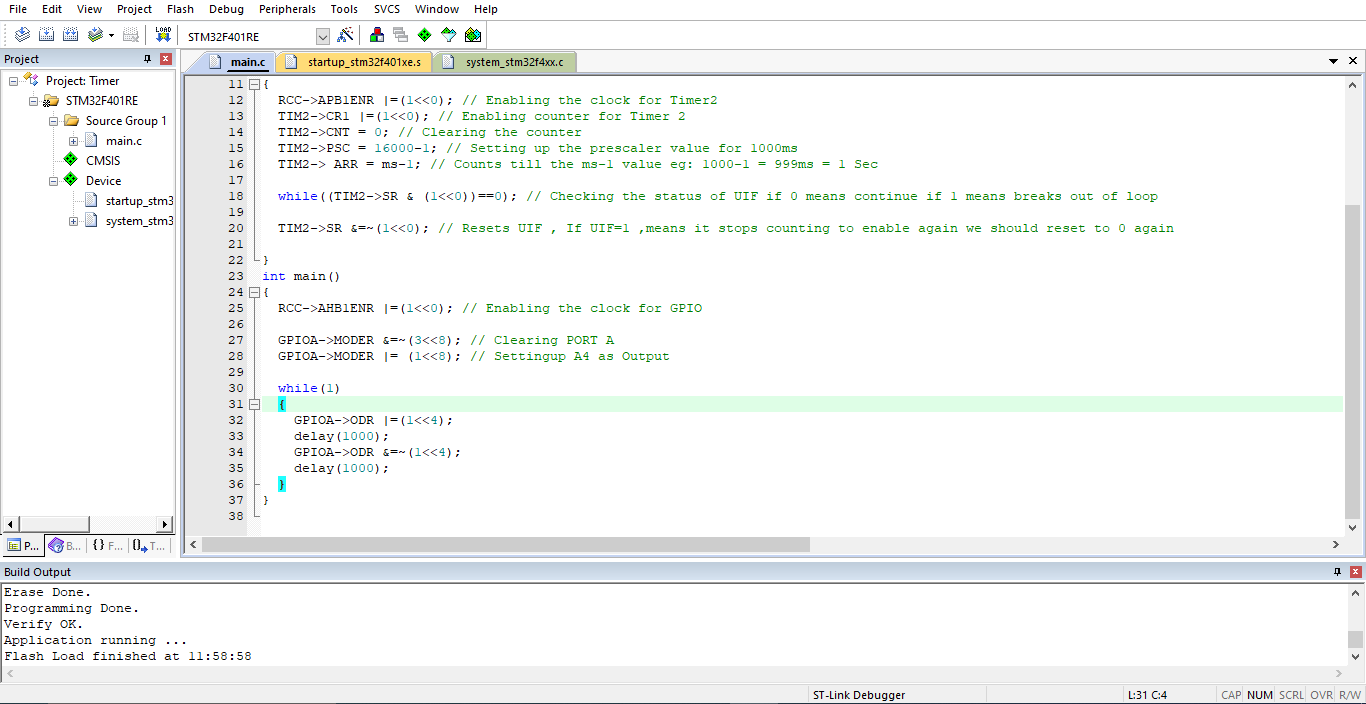 File Edit View Project Flash Debug Peripherals Tools SVCS Window Help
LOAD STM32F401RE
Project
main.c startup_stm32f401xe.s system_stm32f4xx.c
Project: Timer
STM32F401RE
Source Group 1
main.c
CMSIS
Device
startup_stm3
system_stm3
P... B... {} F... 0 T...
11 {
12 RCC->APB1ENR |=(1<<0); // Enabling the clock for Timer2
13 TIM2->CR1 |=(1<<0); // Enabling counter for Timer 2
14 TIM2->CNT = 0; // Clearing the counter
15 TIM2->PSC = 16000-1; // Setting up the prescaler value for 1000ms
16 TIM2-> ARR = ms-1; // Counts till the ms-1 value eg: 1000-1 = 999ms = 1 Sec
17
18 while((TIM2->SR & (1<<0))==0); // Checking the status of UIF if 0 means continue if 1 means breaks out of loop
19
20 TIM2->SR &=~(1<<0); // Resets UIF , If UIF=1 ,means it stops counting to enable again we should reset to 0 again
21
22 }
23 int main()
24 {
25 RCC->AHB1ENR |=(1<<0); // Enabling the clock for GPIO
26
27 GPIOA->MODER &=~(3<<8); // Clearing PORT A
28 GPIOA->MODER |= (1<<8); // Settingup A4 as Output
29
30 while(1)
31 {
32 GPIOA->ODR |=(1<<4);
33 delay(1000);
34 GPIOA->ODR &=~(1<<4);
35 delay(1000);
36 }
37 }
38
Build Output
Erase Done.
Programming Done.
Verify OK.
Application running ...
Flash Load finished at 11:58:58
ST-Link Debugger L:31 C:4 CAP NUM SCRL OVR R/W